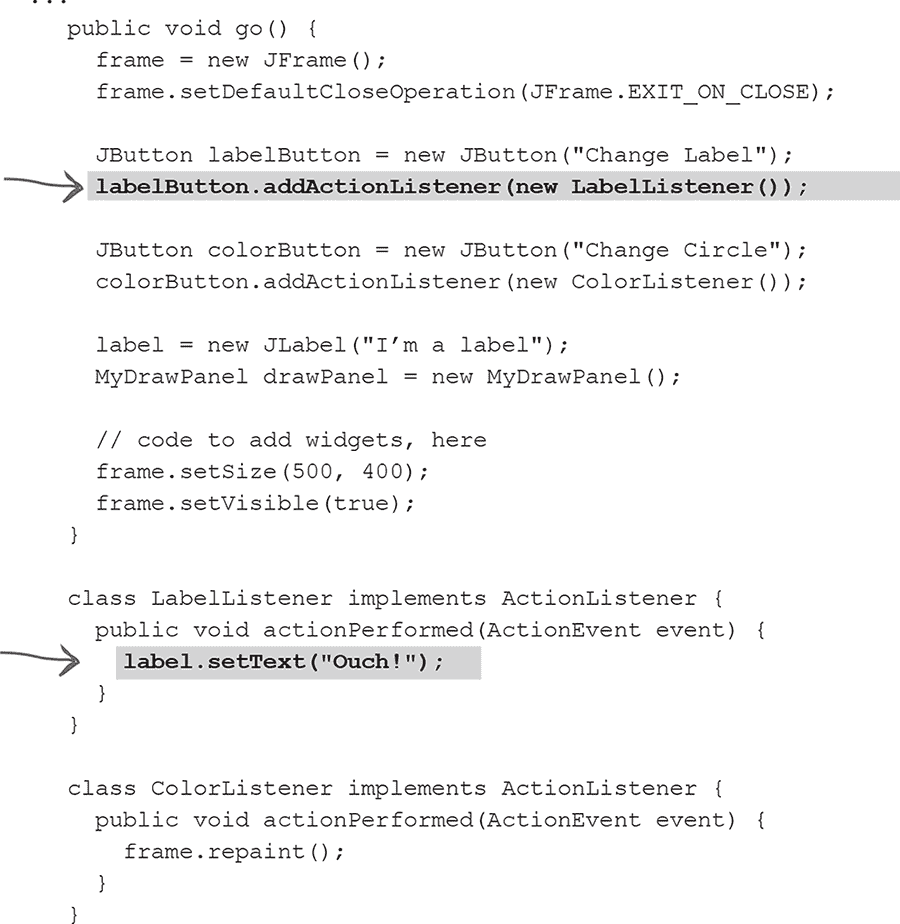 ...
public void go() {
frame = new JFrame();
frame.setDefaultCloseOperation(JFrame.EXIT_ON_CLOSE);
JButton labelButton = new JButton("Change Label");
labelButton.addActionListener(new LabelListener());
JButton colorButton = new JButton("Change Circle");
colorButton.addActionListener(new ColorListener());
label = new JLabel("I’m a label");
MyDrawPanel drawPanel = new MyDrawPanel();
// code to add widgets, here
frame.setSize(500, 400);
frame.setVisible(true);
}
class LabelListener implements ActionListener {
public void actionPerformed(ActionEvent event) {
label.setText("Ouch!");
}
}
class ColorListener implements ActionListener {
public void actionPerformed(ActionEvent event) {
frame.repaint();
}
}